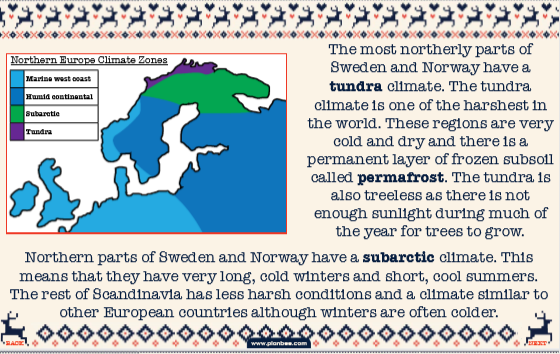 Northern Europe Climate Zones
Marine west coast
Humid continental
Subarctic
Tundra
The most northerly parts of
Sweden and Norway have a
tundra climate. The tundra
climate is one of the harshest in
the world. These regions are very
cold and dry and there is a
permanent layer of frozen subsoil
called permafrost. The tundra is
also treeless as there is not
enough sunlight during much of
the year for trees to grow.
Northern parts of Sweden and Norway have a subarctic climate. This
means that they have very long, cold winters and short, cool summers.
The rest of Scandinavia has less harsh conditions and a climate similar to
other European countries although winters are often colder.
BACK
www.planbee.com
NEXT